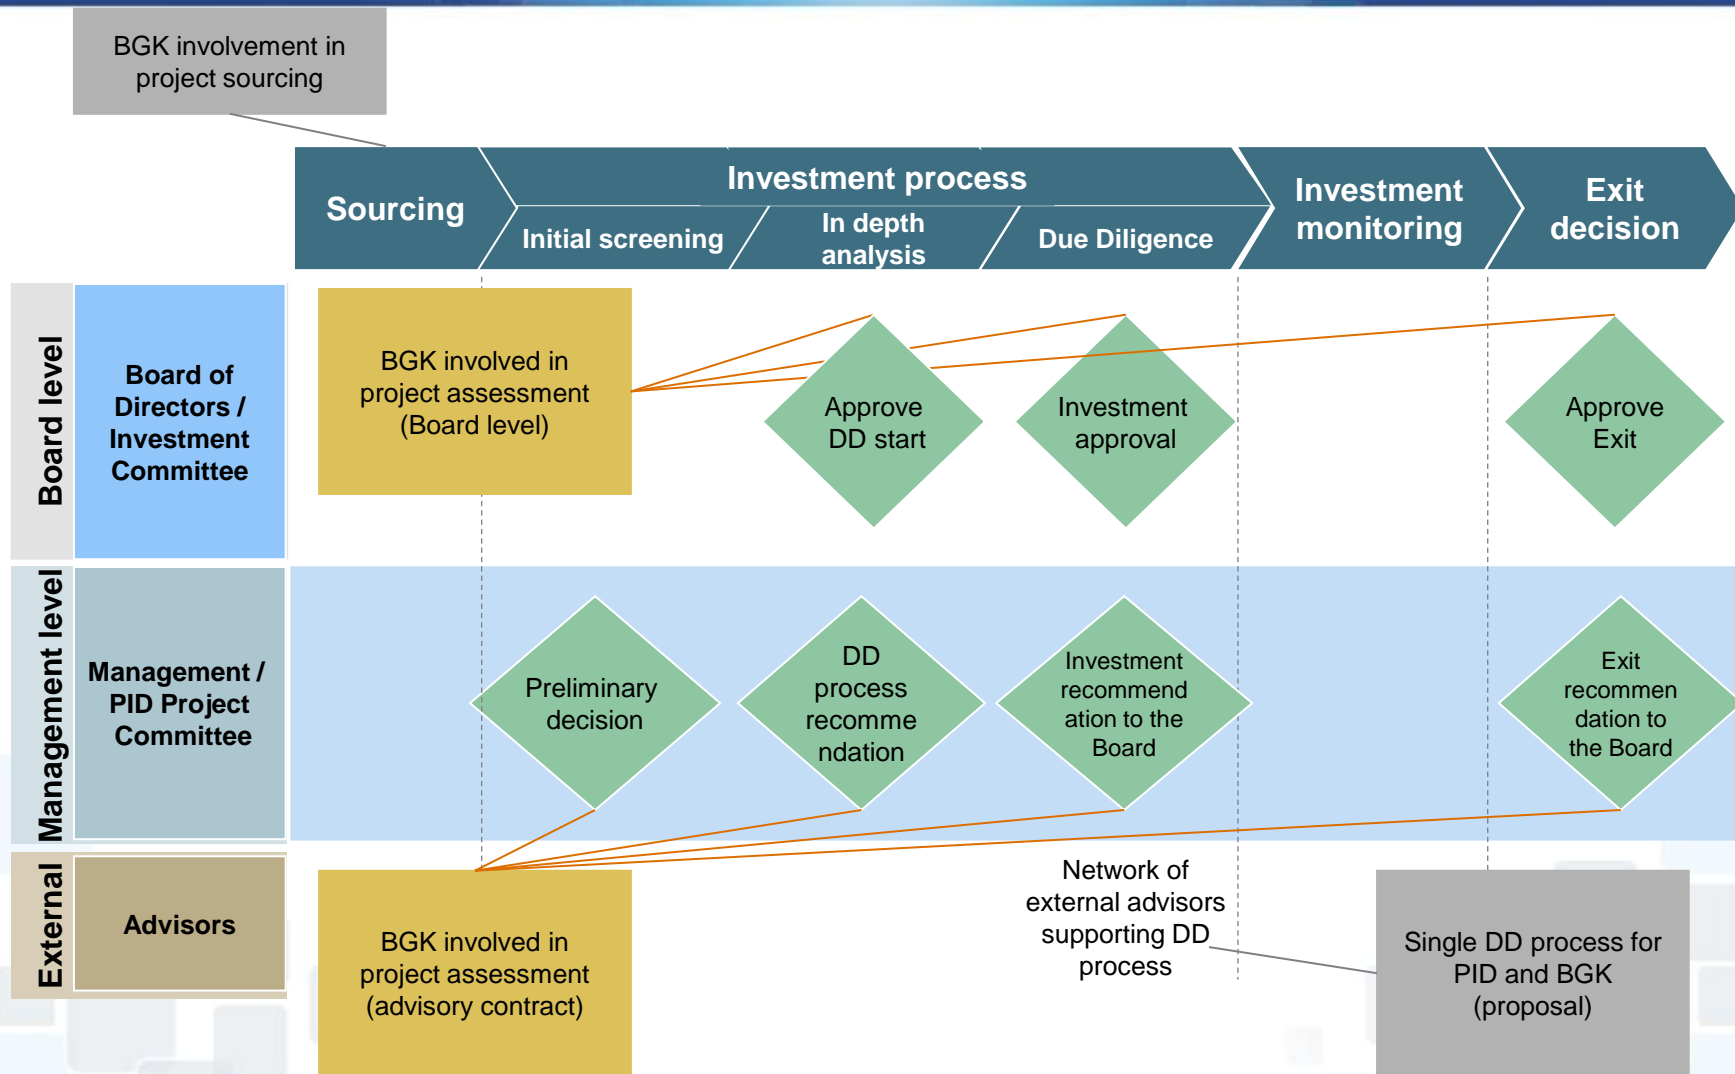 BGK involvement in
project sourcing
Sourcing
Investment process
Initial screening
In depth
analysis
Due Diligence
Investment
monitoring
Exit
decision
Board level
Board of
Directors /
Investment
Committee
BGK involved in
project assessment
(Board level)
Approve
DD start
Investment
approval
Approve
Exit
Management level
Management /
PID Project
Committee
Preliminary
decision
DD
process
recomme
ndation
Investment
recommend
ation to the
Board
Exit
recommen
dation to
the Board
External
Advisors
BGK involved in
project assessment
(advisory contract)
Network of
external advisors
supporting DD
process
Single DD process for
PID and BGK
(proposal)